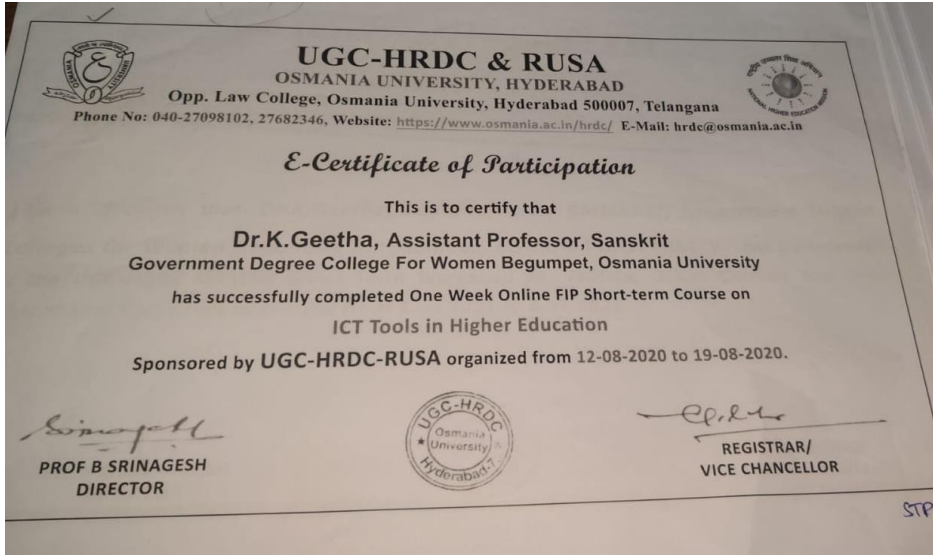 UGC-HRDC & RUSA
OSMANIA UNIVERSITY, HYDERABAD
Opp. Law College, Osmania University, Hyderabad 500007, Telangana
Phone No: 040-27098102, 27682346, Website: https://www.osmania.ac.in/hrdc/ E-Mail: hrdc@osmania.ac.in
E-Certificate of Participation
This is to certify that
Dr.K.Geetha, Assistant Professor, Sanskrit
Government Degree College For Women Begumpet, Osmania University
has successfully completed One Week Online FIP Short-term Course on
ICT Tools in Higher Education
Sponsored by UGC-HRDC-RUSA organized from 12-08-2020 to 19-08-2020.
UGC-HRDC
Osmania
University
Hyderabad-7
PROF B SRINAGESH
DIRECTOR
REGISTRAR/
VICE CHANCELLOR
STP